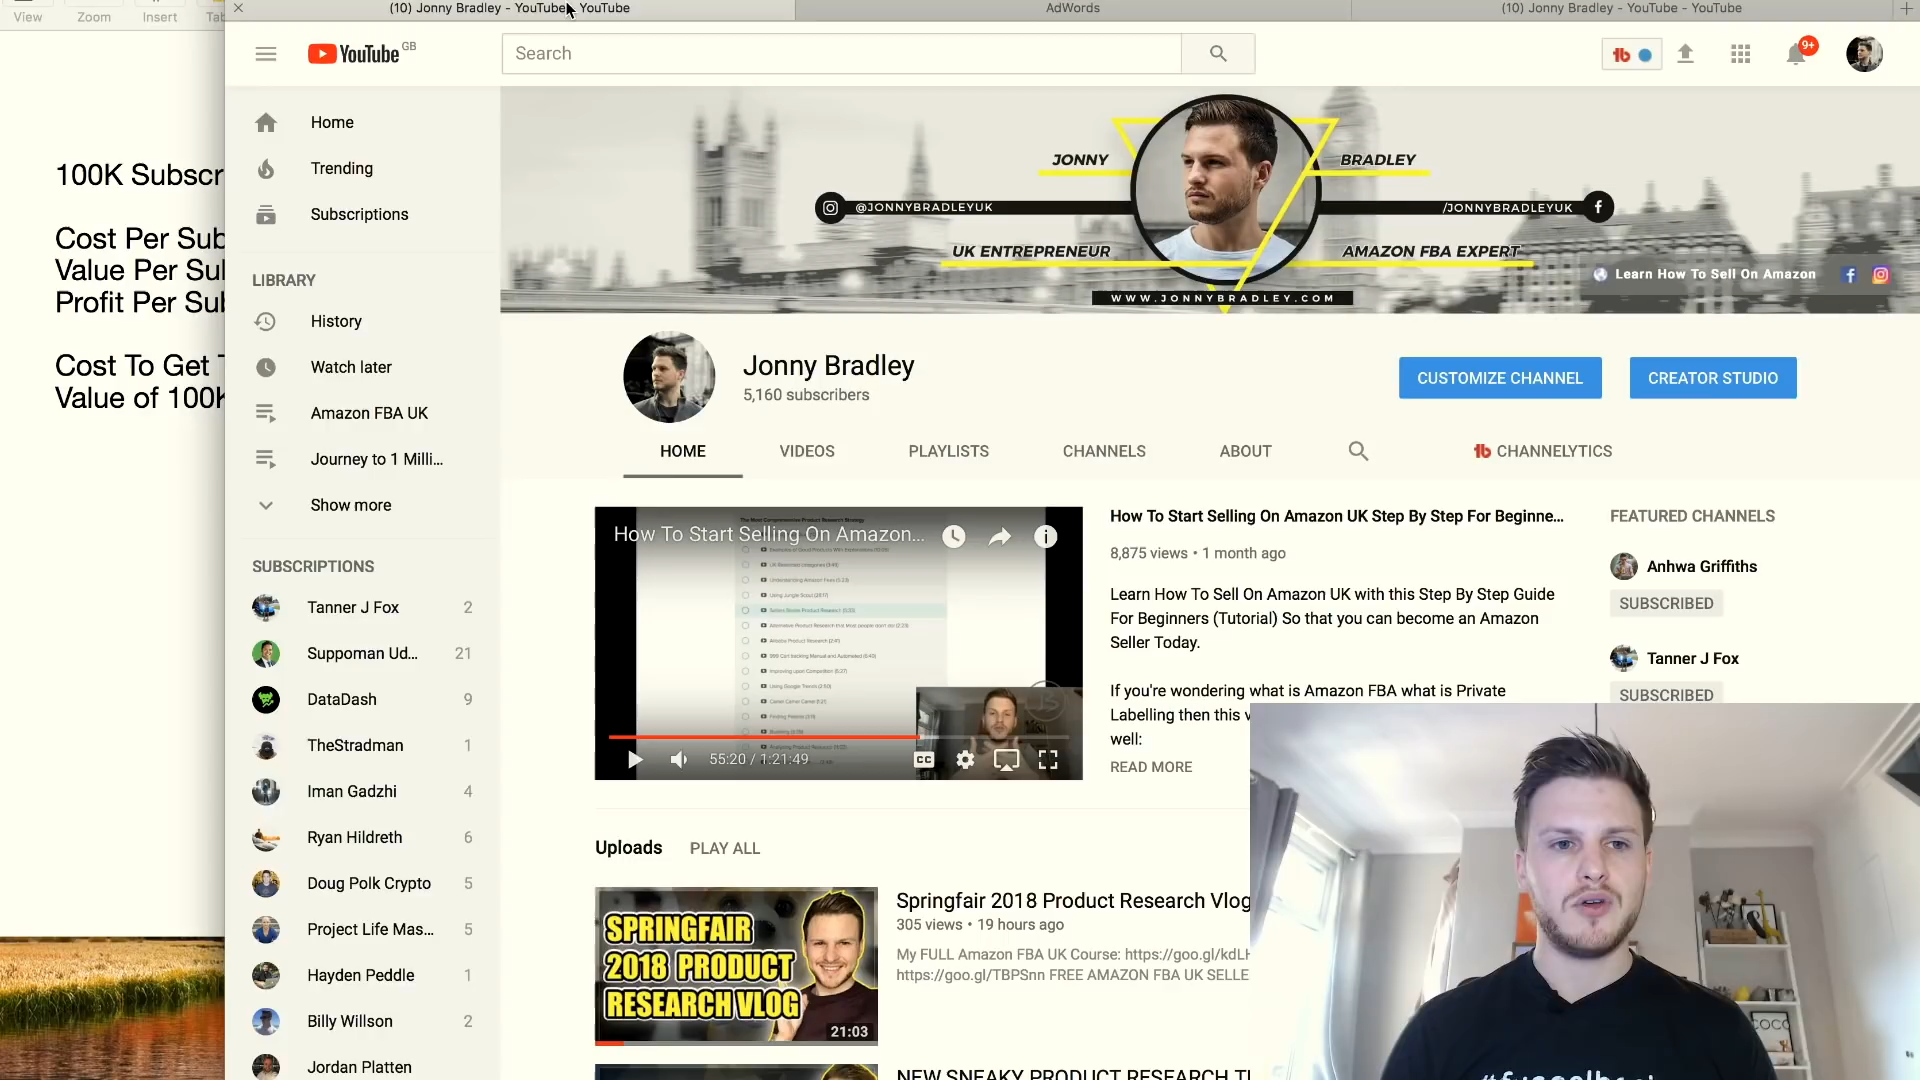 View
Zoom
Insert
(10) Jonny Bradley - YouTube - YouTube
AdWords
(10) Jonny Bradley - YouTube - YouTube
YouTube GB
Search
9+
Home
Trending
Subscriptions
LIBRARY
History
Watch later
Amazon FBA UK
Journey to 1 Milli...
Show more
SUBSCRIPTIONS
Tanner J Fox 2
Suppoman Ud... 21
DataDash 9
TheStradman 1
Iman Gadzhi 4
Ryan Hildreth 6
Doug Polk Crypto 5
Project Life Mas... 5
Hayden Peddle 1
Billy Willson 2
Jordan Platten
100K Subscr
Cost Per Sub
Value Per Sul
Profit Per Sub
Cost To Get
Value of 100K
JONNY BRADLEY
@JONNYBRADLEYUK /JONNYBRADLEYUK
UK ENTREPRENEUR AMAZON FBA EXPERT
WWW.JONNYBRADLEY.COM
Learn How To Sell On Amazon
Jonny Bradley
5,160 subscribers
CUSTOMIZE CHANNEL
CREATOR STUDIO
HOME VIDEOS PLAYLISTS CHANNELS ABOUT CHANNELYTICS
How To Start Selling On Amazon...
55:20 / 1:21:49
CC
How To Start Selling On Amazon UK Step By Step For Beginne...
8,875 views • 1 month ago
Learn How To Sell On Amazon UK with this Step By Step Guide
For Beginners (Tutorial) So that you can become an Amazon
Seller Today.
If you're wondering what is Amazon FBA what is Private
Labelling then this v
well:
READ MORE
FEATURED CHANNELS
Anhwa Griffiths
SUBSCRIBED
Tanner J Fox
SUBSCRIBED
Uploads PLAY ALL
SPRINGFAIR
2018 PRODUCT
RESEARCH VLOG
21:03
Springfair 2018 Product Research Vlog
305 views • 19 hours ago
My FULL Amazon FBA UK Course: https://goo.gl/kdLH
https://goo.gl/TBPSnn FREE AMAZON FBA UK SELLE
NEW SNEAKY PRODUCT RESEARCH TI
COCO